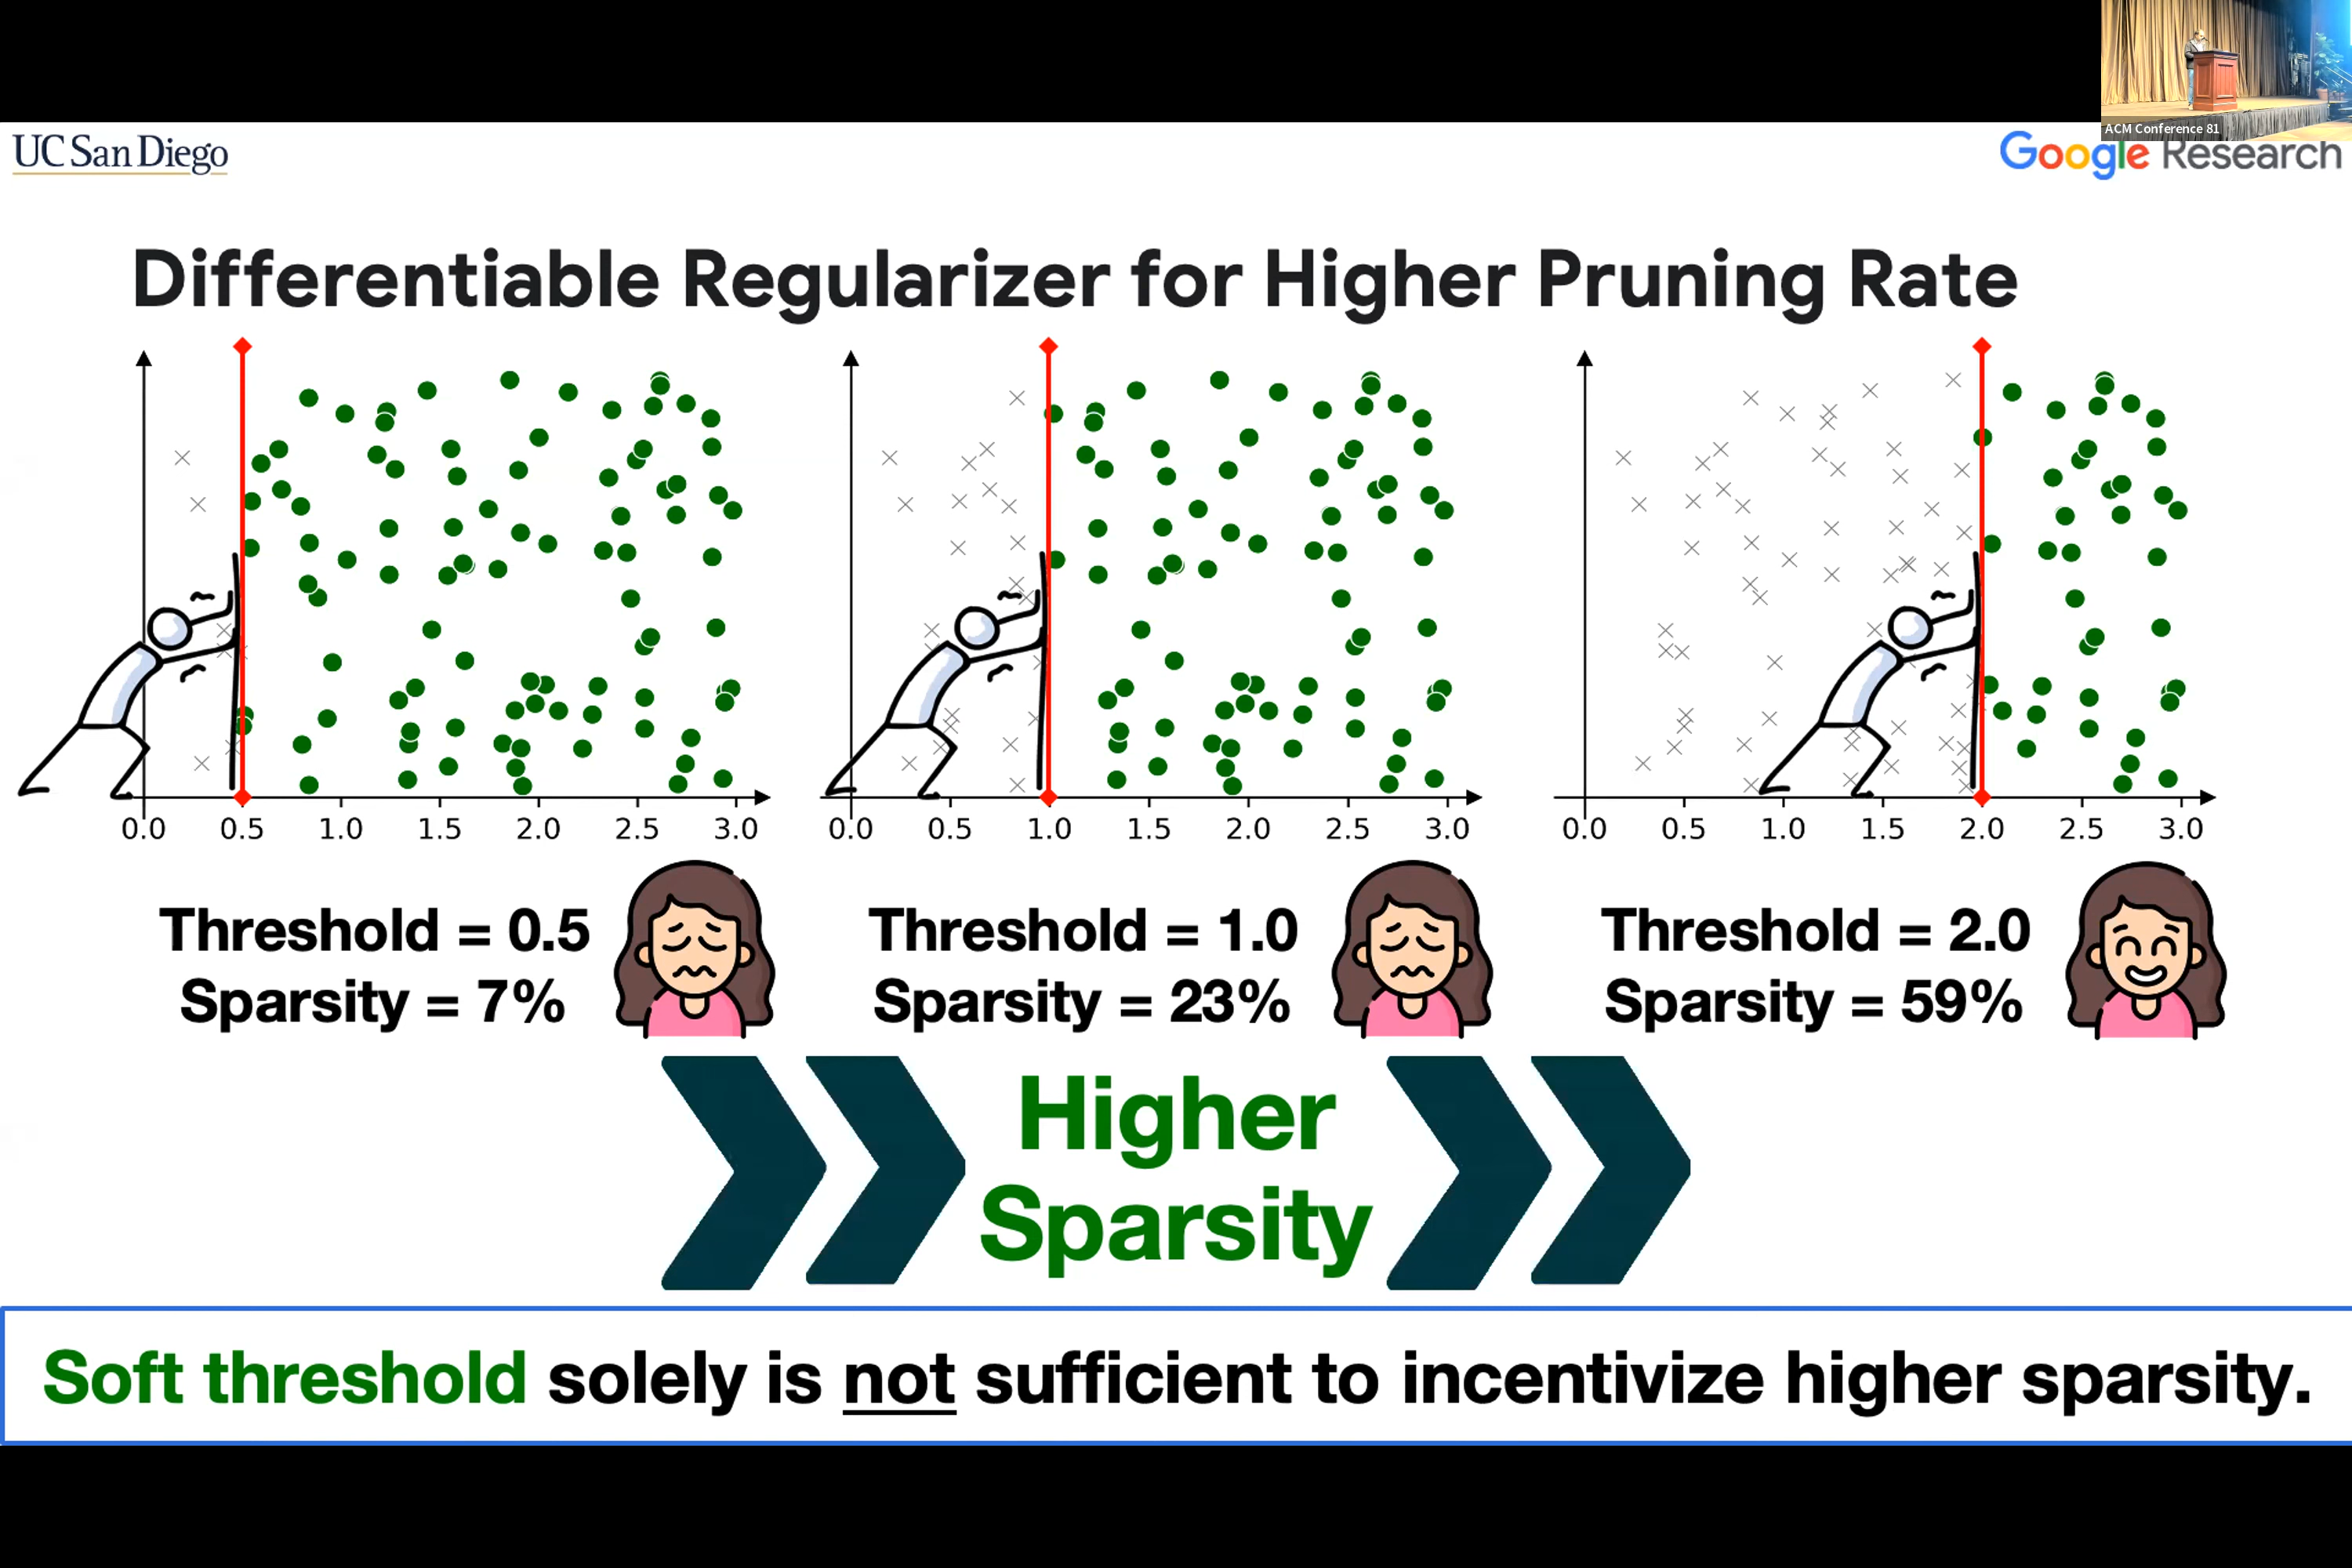 ACM Conference 81
UC San Diego
Google Research
Differentiable Regularizer for Higher Pruning Rate
0.0 0.5 1.0 1.5 2.0 2.5 3.0
0.0 0.5 1.0 1.5 2.0 2.5 3.0
0.0 0.5 1.0 1.5 2.0 2.5 3.0
Threshold = 0.5
Sparsity = 7%
Threshold = 1.0
Sparsity = 23%
Threshold = 2.0
Sparsity = 59%
Higher
Sparsity
Soft threshold solely is not sufficient to incentivize higher sparsity.